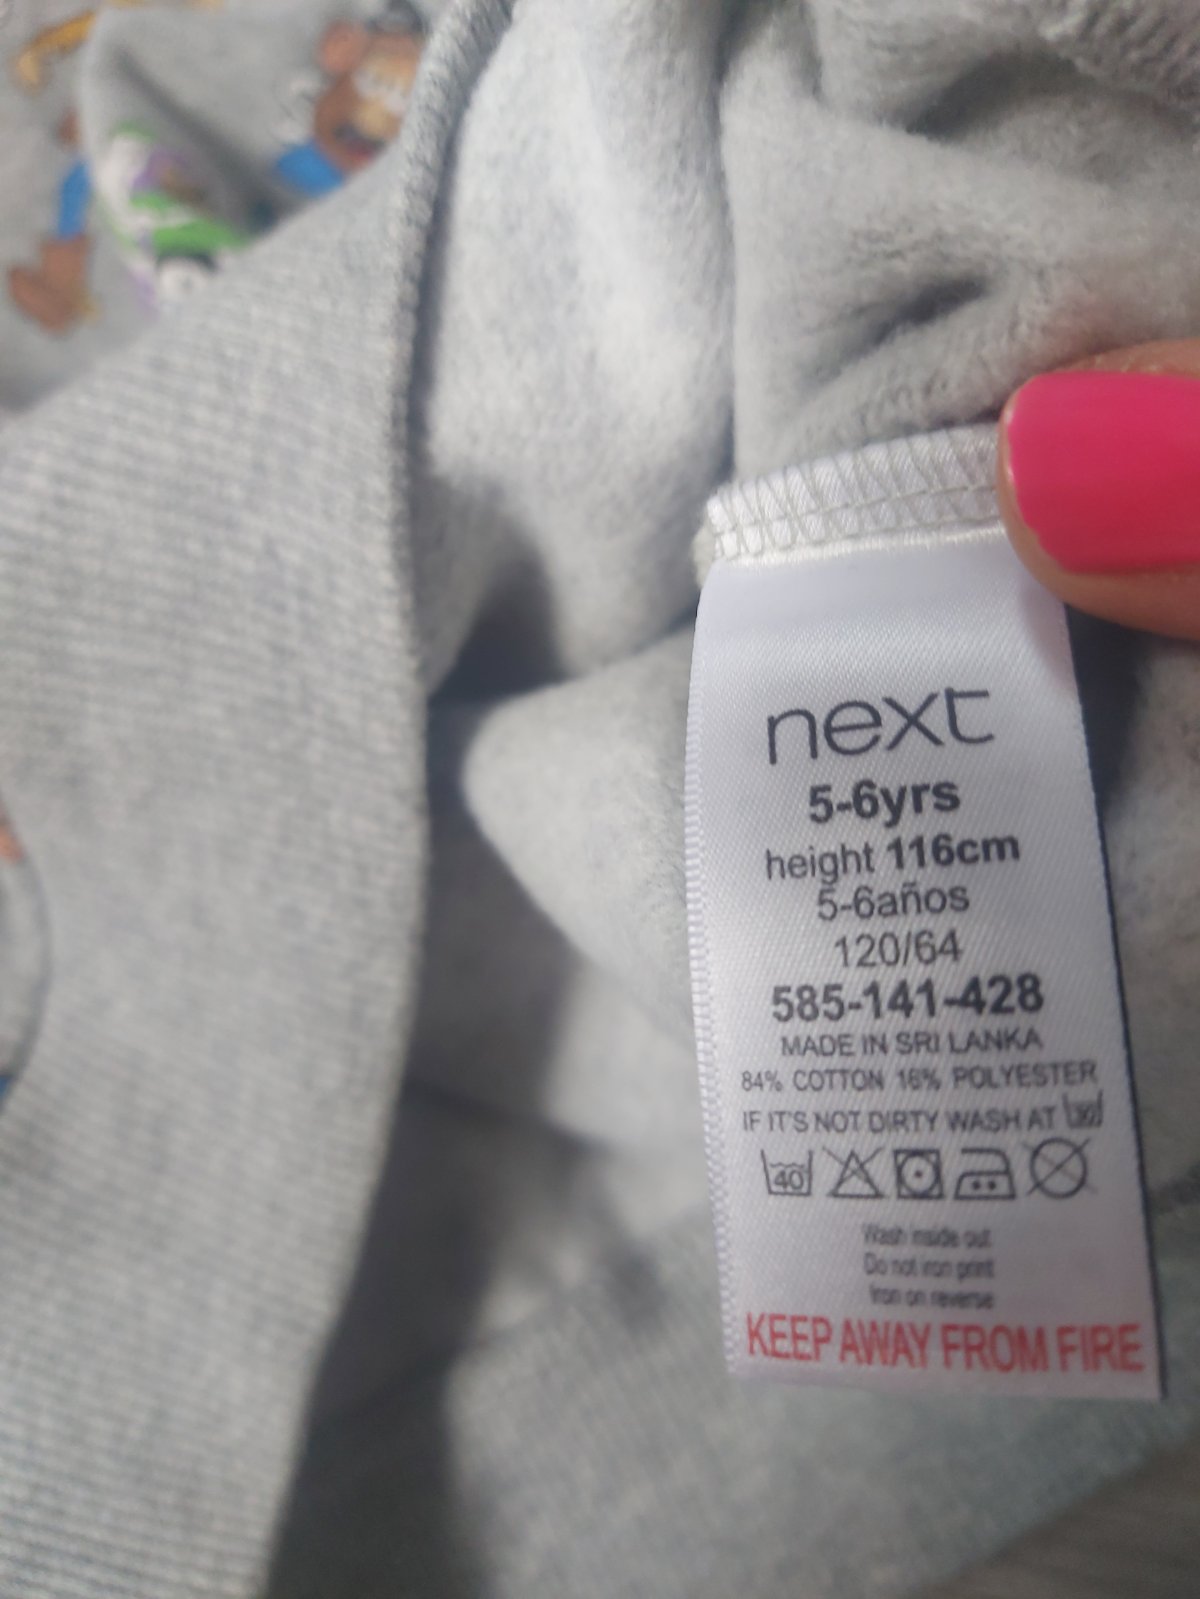 next
5-6yrs
height 116cm
5-6años
120/64
585-141-428
MADE IN SRI LANKA
84% COTTON 16% POLYESTER
IF IT'S NOT DIRTY WASH AT 30
40
Wash inside out
Do not iron print
Iron on reverse
KEEP AWAY FROM FIRE